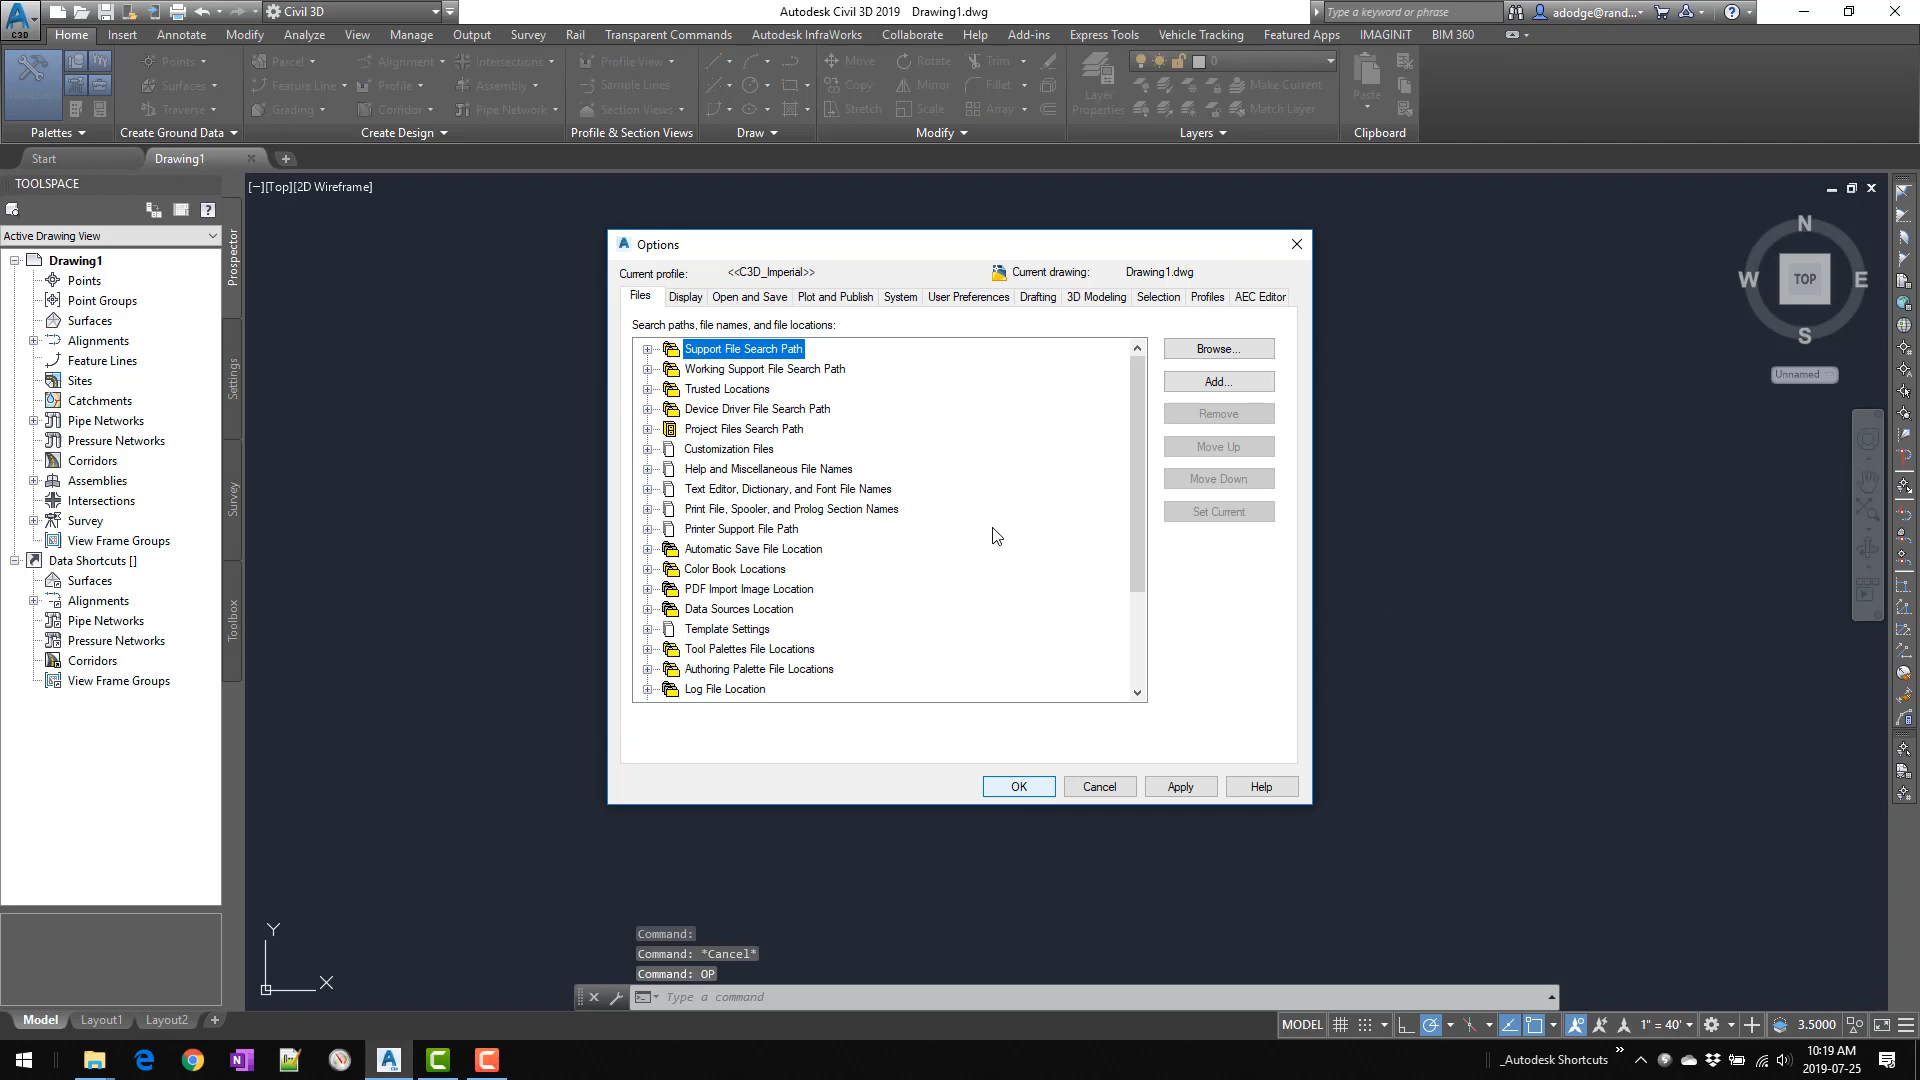 Civil 3D
Autodesk Civil 3D 2019 Drawing1.dwg
Type a keyword or phrase
adodge@rand...
C3D
Home Insert Annotate Modify Analyze View Manage Output Survey Rail Transparent Commands Autodesk InfraWorks Collaborate Help Add-ins Express Tools Vehicle Tracking Featured Apps IMAGINiT BIM 360
Points Parcel Alignment Intersections Profile View Move Rotate Trim 0
Surfaces Feature Line Profile Assembly Sample Lines Copy Mirror Fillet Make Current
Traverse Grading Corridor Pipe Network Section Views Stretch Scale Array Layer Properties Match Layer Paste
Palettes Create Ground Data Create Design Profile & Section Views Draw Modify Layers Clipboard
Start Drawing1
TOOLSPACE
[−][Top][2D Wireframe]
Active Drawing View
Prospector
Settings
Survey
Toolbox
Drawing1
Points
Point Groups
Surfaces
Alignments
Feature Lines
Sites
Catchments
Pipe Networks
Pressure Networks
Corridors
Assemblies
Intersections
Survey
View Frame Groups
Data Shortcuts []
Surfaces
Alignments
Pipe Networks
Pressure Networks
Corridors
View Frame Groups
Options
Current profile: <<C3D_Imperial>> Current drawing: Drawing1.dwg
Files Display Open and Save Plot and Publish System User Preferences Drafting 3D Modeling Selection Profiles AEC Editor
Search paths, file names, and file locations:
Support File Search Path
Working Support File Search Path
Trusted Locations
Device Driver File Search Path
Project Files Search Path
Customization Files
Help and Miscellaneous File Names
Text Editor, Dictionary, and Font File Names
Print File, Spooler, and Prolog Section Names
Printer Support File Path
Automatic Save File Location
Color Book Locations
PDF Import Image Location
Data Sources Location
Template Settings
Tool Palettes File Locations
Authoring Palette File Locations
Log File Location
Browse...
Add...
Remove
Move Up
Move Down
Set Current
OK Cancel Apply Help
N
W TOP E
S
Unnamed
Y
X
Command:
Command: *Cancel*
Command: OP
Type a command
Model Layout1 Layout2
MODEL 1" = 40' 3.5000
_Autodesk Shortcuts
10:19 AM
2019-07-25